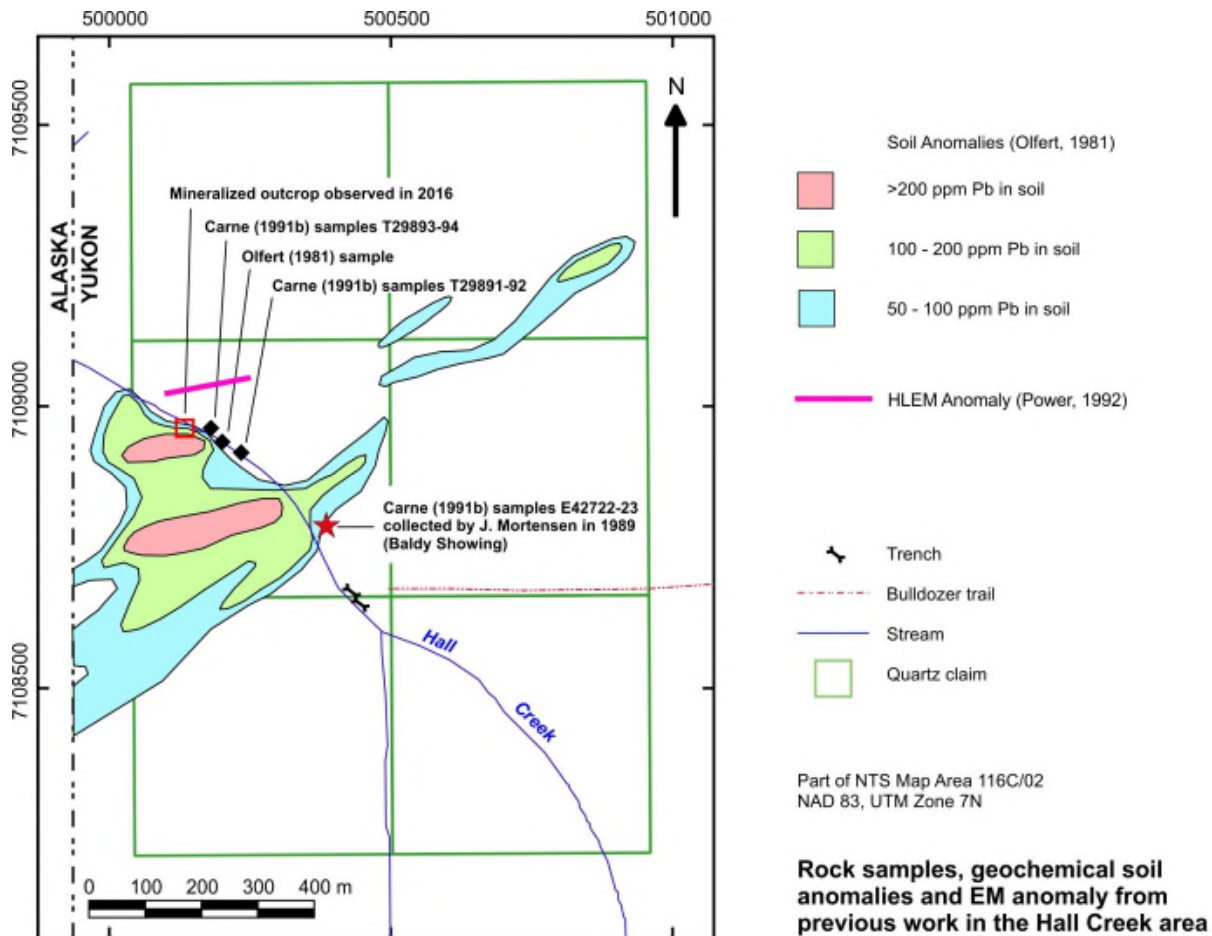 500000
500500
501000
7109500
7109000
7108500
N
ALASKA
YUKON
Mineralized outcrop observed in 2016
Carne (1991b) samples T29893-94
Olfert (1981) sample
Carne (1991b) samples T29891-92
Carne (1991b) samples E42722-23
collected by J. Mortensen in 1989
(Baldy Showing)
Hall
Creek
0
100
200
300
400 m
Soil Anomalies (Olfert, 1981)
>200 ppm Pb in soil
100 - 200 ppm Pb in soil
50 - 100 ppm Pb in soil
HLEM Anomaly (Power, 1992)
Trench
Bulldozer trail
Stream
Quartz claim
Part of NTS Map Area 116C/02
NAD 83, UTM Zone 7N
Rock samples, geochemical soil
anomalies and EM anomaly from
previous work in the Hall Creek area